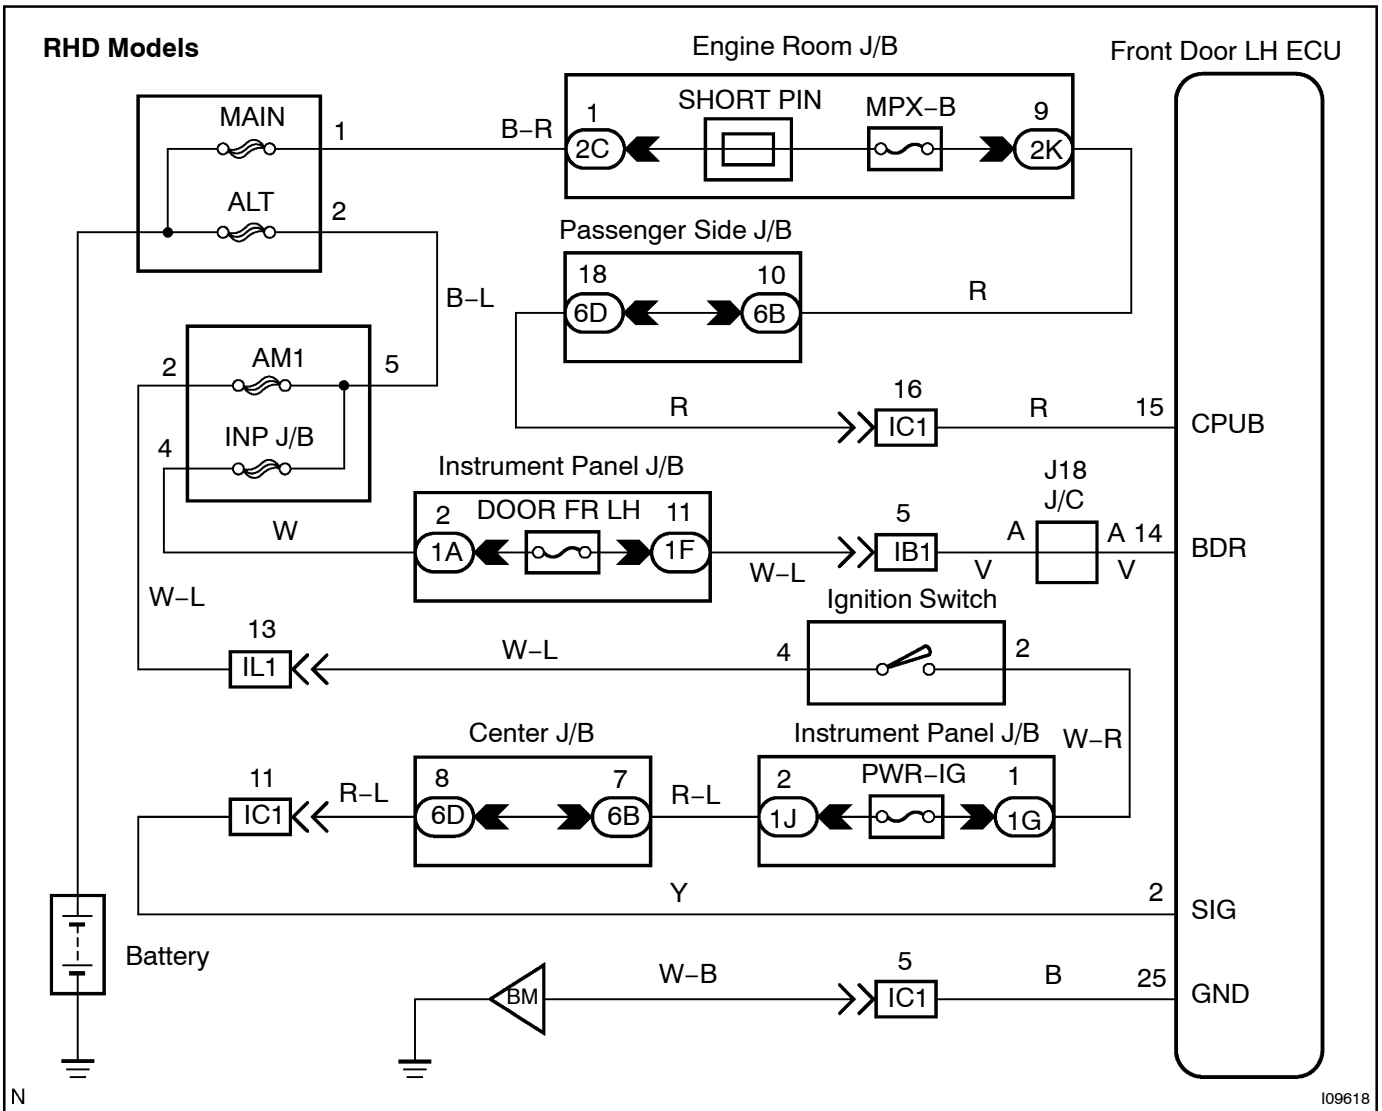 RHD Models
Engine Room J/B
Front Door LH ECU
MAIN
1
B–R
1
SHORT PIN
MPX–B
9
2C
2K
ALT
2
Passenger Side J/B
18
10
6D
6B
R
B–L
2
AM1
5
16
R
IC1
R
15
CPUB
4
INP J/B
Instrument Panel J/B
J18
J/C
2
DOOR FR LH
11
5
W
1A
1F
IB1
A
A
14
BDR
W–L
V
V
W–L
Ignition Switch
13
IL1
W–L
4
2
Center J/B
Instrument Panel J/B
W–R
11
R–L
8
7
R–L
2
PWR–IG
1
IC1
6D
6B
1J
1G
Y
2
SIG
Battery
BM
W–B
5
IC1
B
25
GND
N
I09618